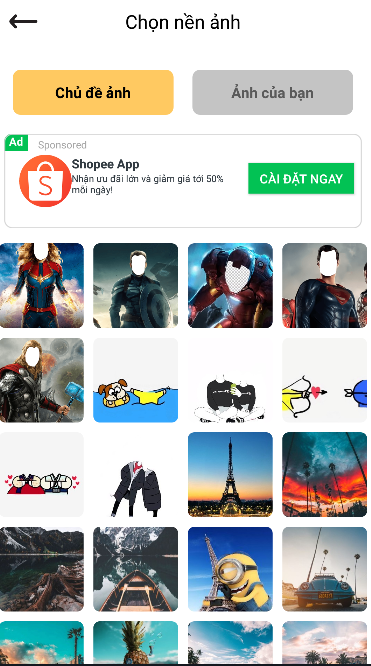 Chọn nền ảnh
Chủ đề ảnh
Ảnh của bạn
Ad
Sponsored
Shopee App
Nhận ưu đãi lớn và giảm giá tới 50%
mỗi ngày!
CÀI ĐẶT NGAY